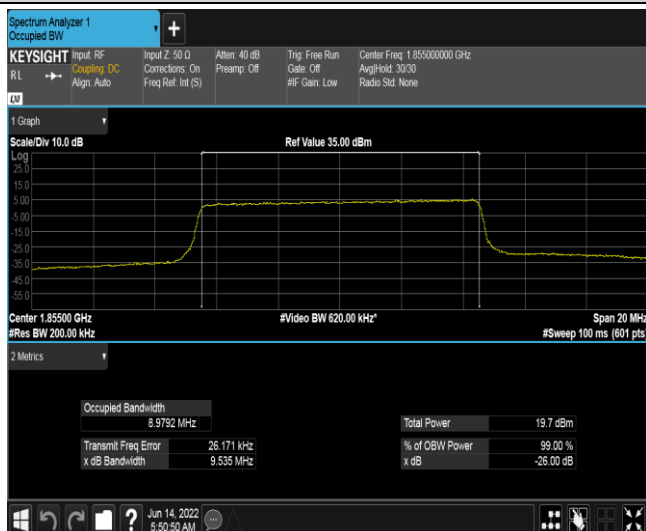 Spectrum Analyzer 1
Occupied BW
KEYSIGHT
Input: RF
Input Z: 50 Ω
Atten: 40 dB
Trig: Free Run
Center Freq: 1.855000000 GHz
RL
Coupling: DC
Corrections: On
Preamp: Off
Gate: Off
Avg|Hold: 30/30
Align: Auto
Freq Ref: Int (S)
#IF Gain: Low
Radio Std: None
LXI
1 Graph
Scale/Div 10.0 dB
Ref Value 35.00 dBm
Log
25.0
15.0
5.00
-5.00
-15.0
-25.0
-35.0
-45.0
-55.0
Center 1.85500 GHz
#Video BW 620.00 kHz*
Span 20 MHz
#Res BW 200.00 kHz
#Sweep 100 ms (601 pts)
2 Metrics
Occupied Bandwidth
8.9792 MHz
Total Power 19.7 dBm
Transmit Freq Error 26.171 kHz
% of OBW Power 99.00 %
x dB Bandwidth 9.535 MHz
x dB -26.00 dB
?
Jun 14, 2022
5:50:50 AM